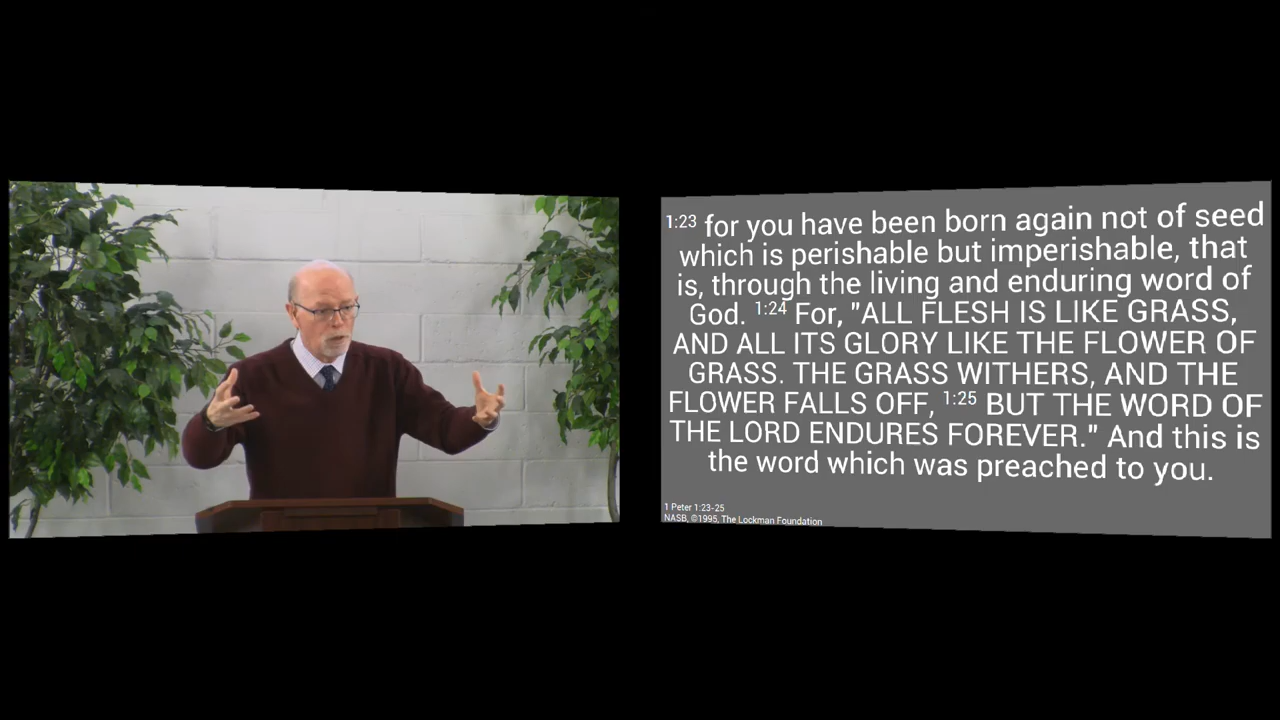 1:23 for you have been born again not of seed
which is perishable but imperishable, that
is, through the living and enduring word of
God. 1:24 For, "ALL FLESH IS LIKE GRASS,
AND ALL ITS GLORY LIKE THE FLOWER OF
GRASS. THE GRASS WITHERS, AND THE
FLOWER FALLS OFF, 1:25 BUT THE WORD OF
THE LORD ENDURES FOREVER." And this is
the word which was preached to you.
1 Peter 1:23-25
NASB, ©1995, The Lockman Foundation